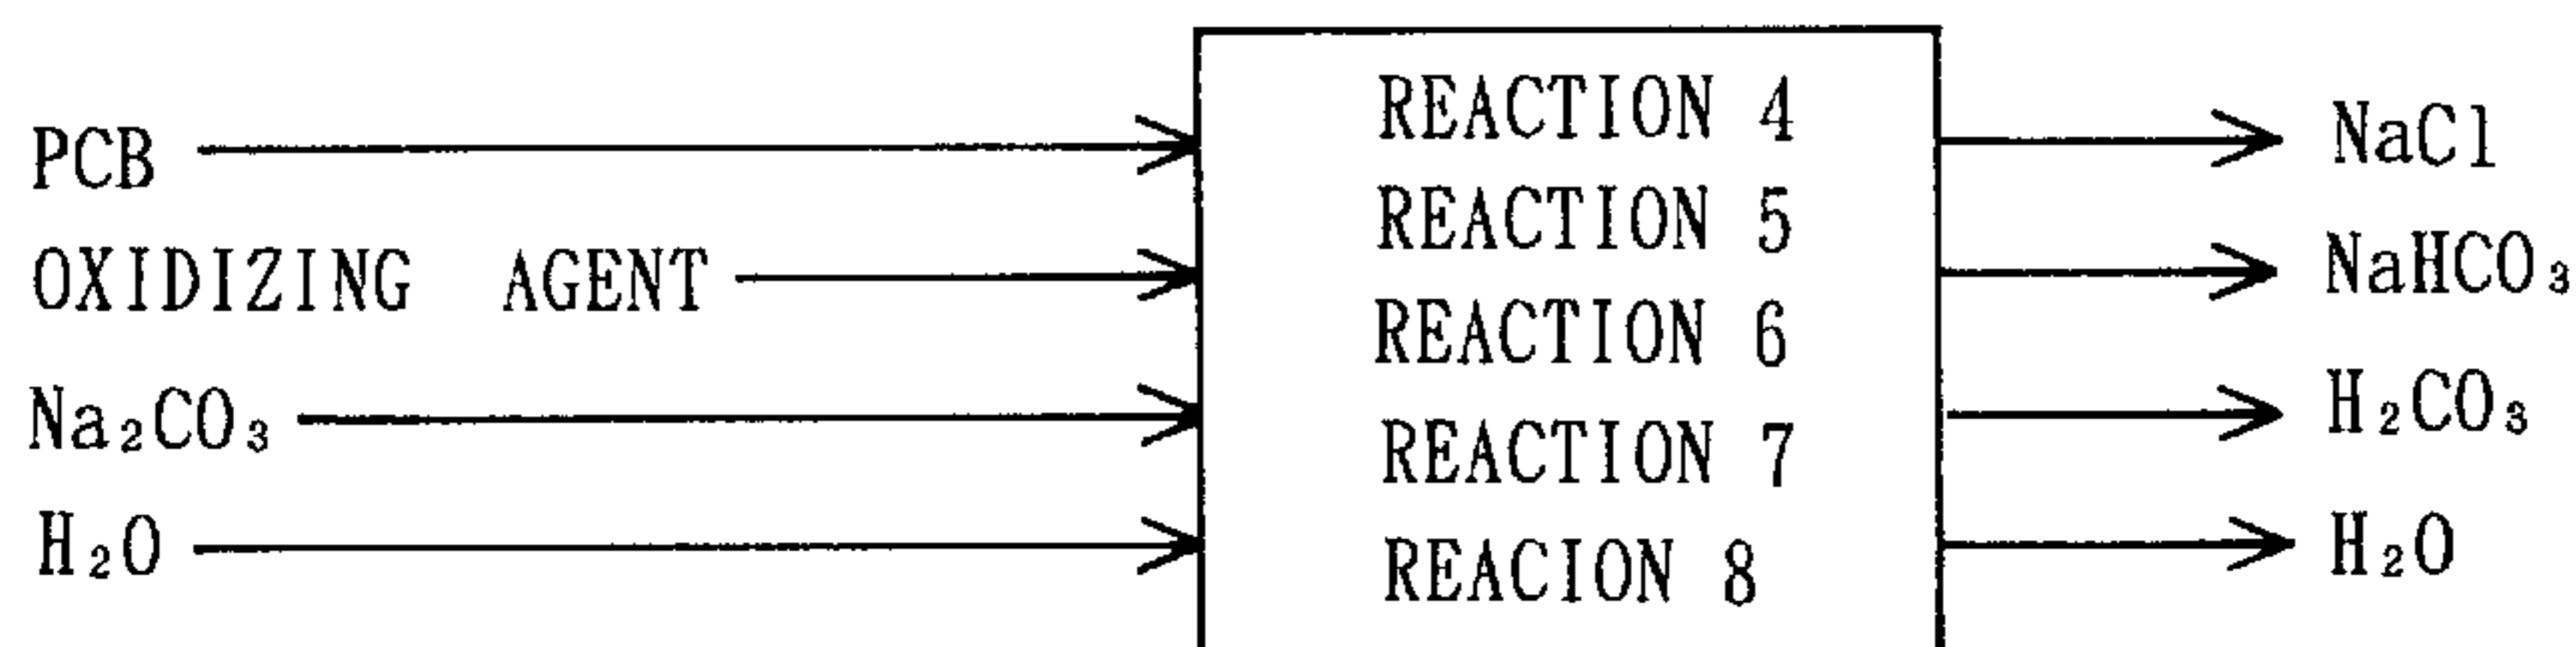 PCB
OXIDIZING AGENT
Na₂CO₃
H₂O
REACTION 4
REACTION 5
REACTION 6
REACTION 7
REACION 8
NaCl
NaHCO₃
H₂CO₃
H₂O